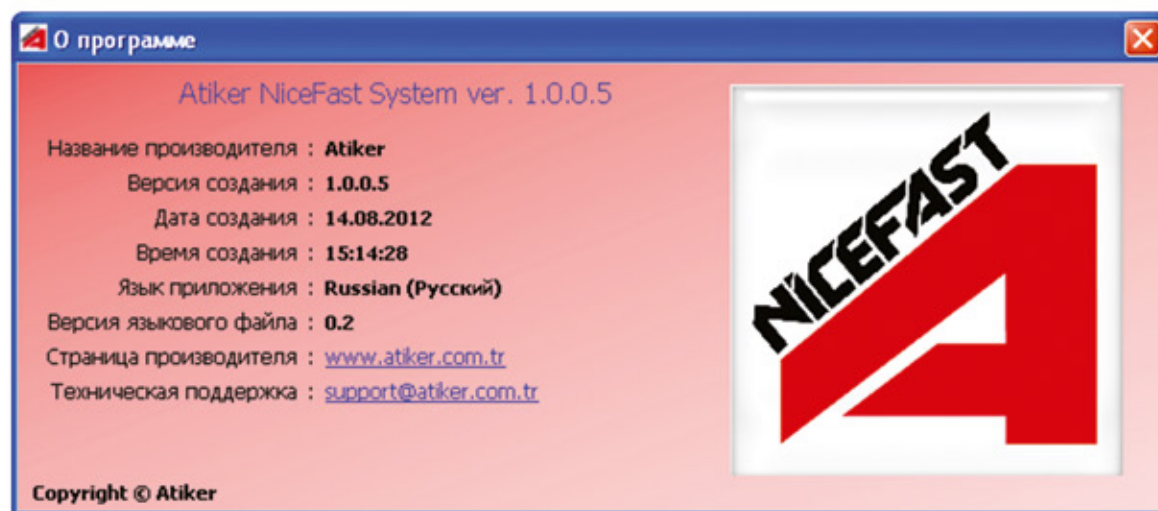 О программе
Atiker NiceFast System ver. 1.0.0.5
Название производителя : Atiker
Версия создания : 1.0.0.5
Дата создания : 14.08.2012
Время создания : 15:14:28
Язык приложения : Russian (Русский)
Версия языкового файла : 0.2
Страница производителя : www.atiker.com.tr
Техническая поддержка : support@atiker.com.tr
Copyright © Atiker
NİCEFAST